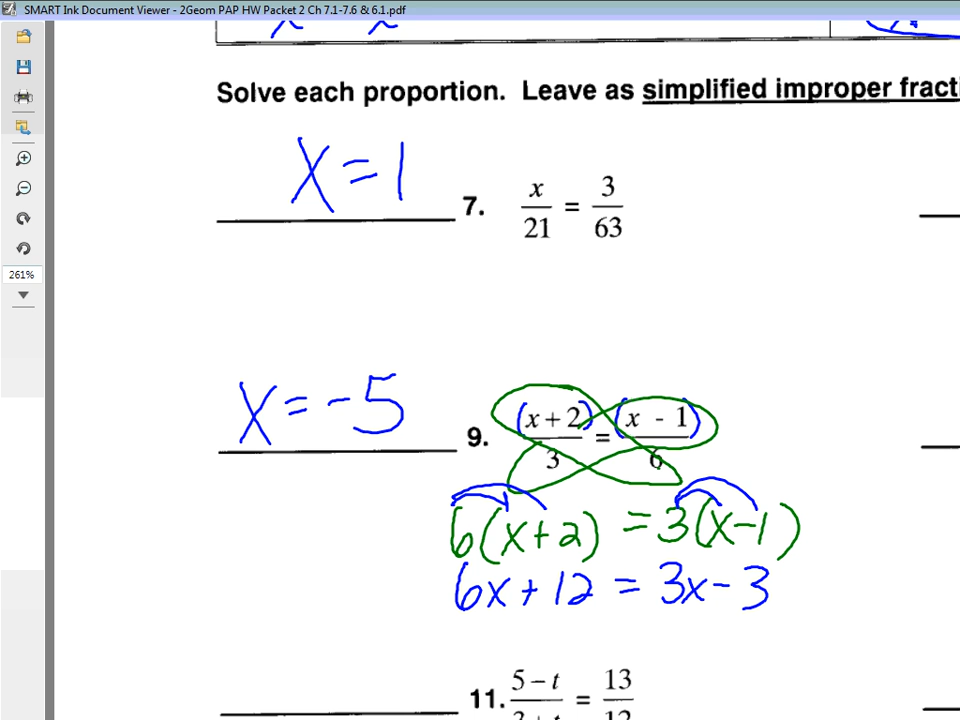 SMART Ink Document Viewer - 2Geom PAP HW Packet 2 Ch 7.1-7.6 & 6.1.pdf
Solve each proportion. Leave as simplified improper fracti
x = 1
7. x/21 = 3/63
261%
x = -5
9. (x + 2)/3 = (x - 1)/6
6(x+2) = 3(x-1)
6x + 12 = 3x - 3
11. 5 - t = 13